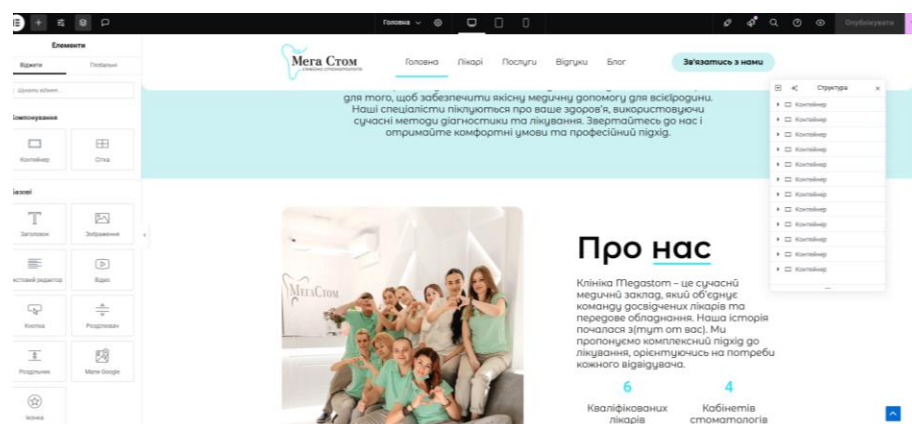 Головна
Опублікувати
Елементи
Віджети
Глобальні
Шукати віджет...
Компонування
Контейнер
Сітка
Базові
Заголовок
Зображення
Текстовий редактор
Відео
Кнопка
Розділювач
Розподільник
Мапи Google
Іконка
Мега Стом
Головна
Лікарі
Послуги
Відгуки
Блог
Зв'язатись з нами
для того, щоб забезпечити якісну медичну допомогу для всієїродини.
Наші спеціалісти піклуються про ваше здоров'я, використовуючи
сучасні методи діагностики та лікування. Звертайтесь до нас і
отримайте комфортні умови та професійний підхід.
МегаСтом
Про нас
Клініка Megastom – це сучасний
медичний заклад, який об'єднує
команду досвідчених лікарів та
передове обладнання. Наша історія
почалася з(тут от вас). Ми
пропонуємо комплексний підхід до
лікування, орієнтуючись на потреби
кожного відвідувача.
6
Кваліфікованих
лікарів
4
Кабінетів
стоматологів
Структура
Контейнер
Контейнер
Контейнер
Контейнер
Контейнер
Контейнер
Контейнер
Контейнер
Контейнер
Контейнер
Контейнер
Контейнер